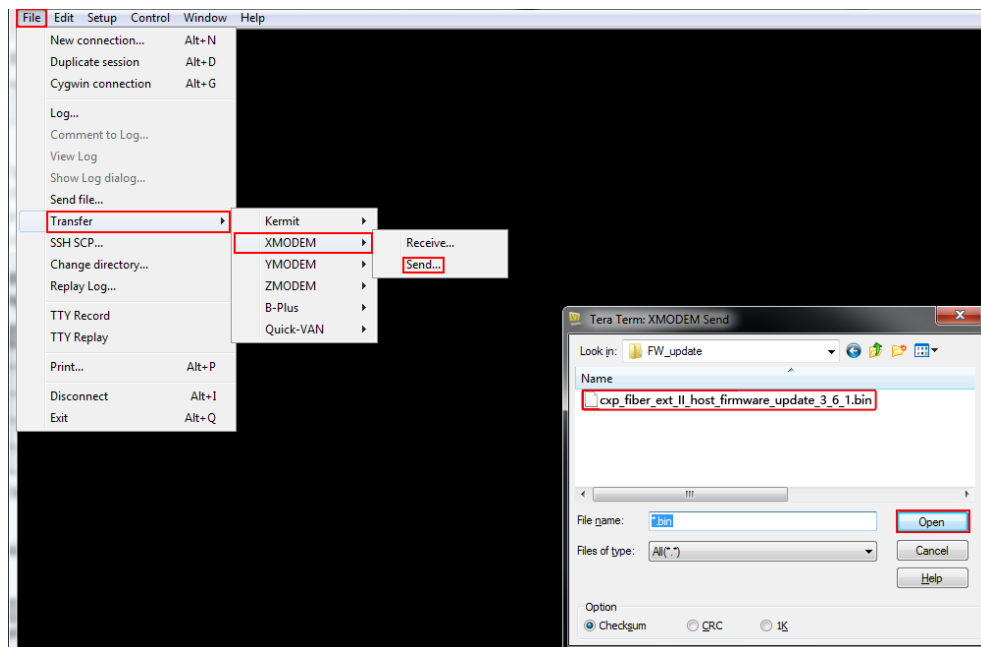 File Edit Setup Control Window Help
New connection... Alt+N
Duplicate session Alt+D
Cygwin connection Alt+G
Log...
Comment to Log...
View Log
Show Log dialog...
Send file...
Transfer
SSH SCP...
Change directory...
Replay Log...
TTY Record
TTY Replay
Print... Alt+P
Disconnect Alt+I
Exit Alt+Q
Kermit
XMODEM
YMODEM
ZMODEM
B-Plus
Quick-VAN
Receive...
Send...
Tera Term: XMODEM Send
Look in: FW_update
Name
cxp_fiber_ext_II_host_firmware_update_3_6_1.bin
File name: *.bin Open
Files of type: All(*.*) Cancel
Help
Option
Checksum CRC 1K